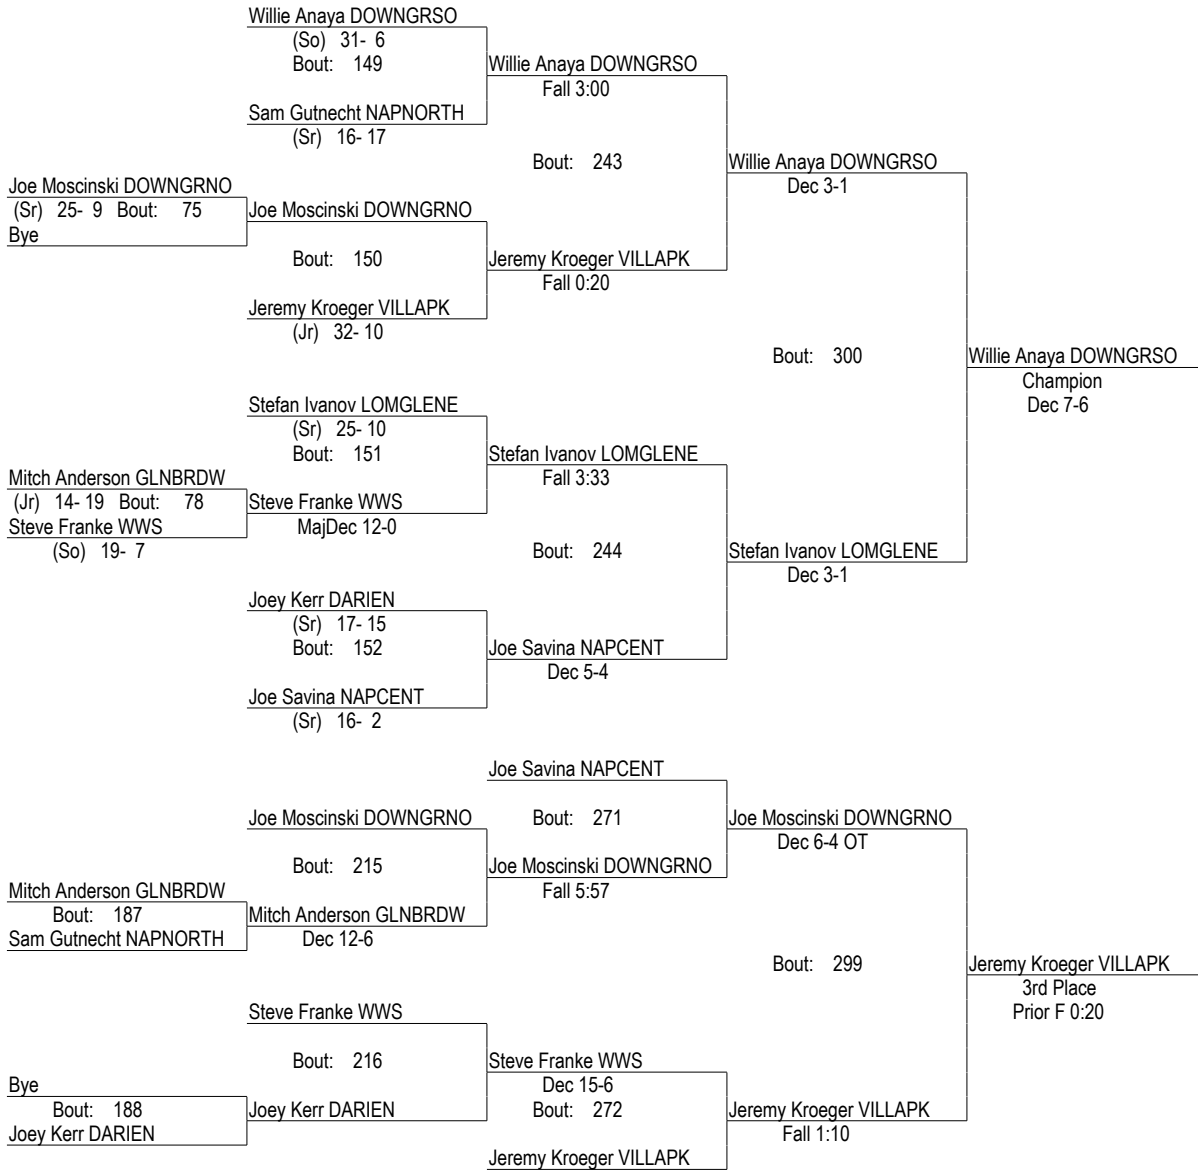 Willie Anaya DOWNGRSO
(So) 31- 6
Bout: 149
Willie Anaya DOWNGRSO
Fall 3:00
Sam Gutnecht NAPNORTH
(Sr) 16- 17
Bout: 243
Willie Anaya DOWNGRSO
Dec 3-1
Joe Moscinski DOWNGRNO
(Sr) 25- 9 Bout: 75
Bye
Joe Moscinski DOWNGRNO
Bout: 150
Jeremy Kroeger VILLAPK
Fall 0:20
Jeremy Kroeger VILLAPK
(Jr) 32- 10
Bout: 300
Willie Anaya DOWNGRSO
Champion
Dec 7-6
Stefan Ivanov LOMGLENE
(Sr) 25- 10
Bout: 151
Stefan Ivanov LOMGLENE
Fall 3:33
Mitch Anderson GLNBRDW
(Jr) 14- 19 Bout: 78
Steve Franke WWS
(So) 19- 7
Steve Franke WWS
MajDec 12-0
Bout: 244
Stefan Ivanov LOMGLENE
Dec 3-1
Joey Kerr DARIEN
(Sr) 17- 15
Bout: 152
Joe Savina NAPCENT
Dec 5-4
Joe Savina NAPCENT
(Sr) 16- 2
Joe Savina NAPCENT
Bout: 271
Joe Moscinski DOWNGRNO
Dec 6-4 OT
Joe Moscinski DOWNGRNO
Bout: 215
Joe Moscinski DOWNGRNO
Fall 5:57
Mitch Anderson GLNBRDW
Bout: 187
Sam Gutnecht NAPNORTH
Mitch Anderson GLNBRDW
Dec 12-6
Bout: 299
Jeremy Kroeger VILLAPK
3rd Place
Prior F 0:20
Steve Franke WWS
Bout: 216
Steve Franke WWS
Dec 15-6
Bye
Bout: 188
Joey Kerr DARIEN
Joey Kerr DARIEN
Bout: 272
Jeremy Kroeger VILLAPK
Fall 1:10
Jeremy Kroeger VILLAPK